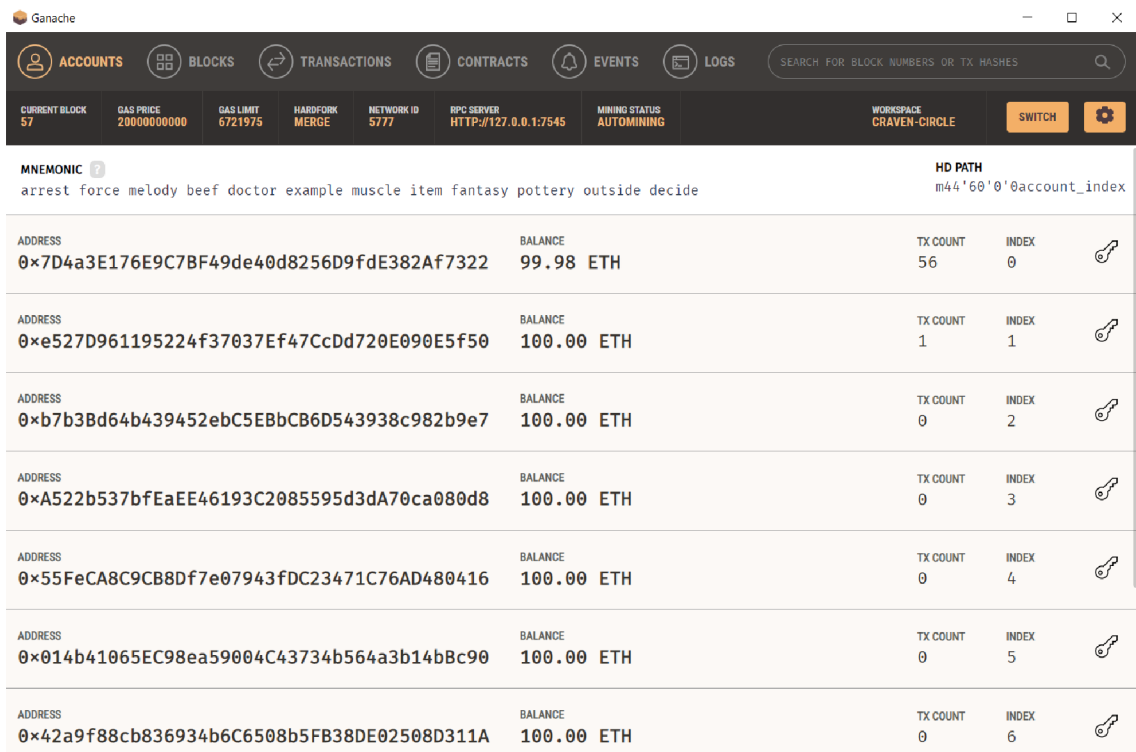 Ganache
ACCOUNTS BLOCKS TRANSACTIONS CONTRACTS EVENTS LOGS SEARCH FOR BLOCK NUMBERS OR TX HASHES
CURRENT BLOCK GAS PRICE GAS LIMIT HARDFORK NETWORK ID RPC SERVER MINING STATUS WORKSPACE
57 20000000000 6721975 MERGE 5777 HTTP://127.0.0.1:7545 AUTOMINING CRAVEN-CIRCLE SWITCH
MNEMONIC ? HD PATH
arrest force melody beef doctor example muscle item fantasy pottery outside decide m44'60'0'0account_index
ADDRESS BALANCE TX COUNT INDEX
0×7D4a3E176E9C7BF49de40d8256D9fdE382Af7322 99.98 ETH 56 0
ADDRESS BALANCE TX COUNT INDEX
0×e527D961195224f37037Ef47CcDd720E090E5f50 100.00 ETH 1 1
ADDRESS BALANCE TX COUNT INDEX
0×b7b3Bd64b439452ebC5EBbCB6D543938c982b9e7 100.00 ETH 0 2
ADDRESS BALANCE TX COUNT INDEX
0×A522b537bfEaEE46193C2085595d3dA70ca080d8 100.00 ETH 0 3
ADDRESS BALANCE TX COUNT INDEX
0×55FeCA8C9CB8Df7e07943fDC23471C76AD480416 100.00 ETH 0 4
ADDRESS BALANCE TX COUNT INDEX
0×014b41065EC98ea59004C43734b564a3b14bBc90 100.00 ETH 0 5
ADDRESS BALANCE TX COUNT INDEX
0×42a9f88cb836934b6C6508b5FB38DE02508D311A 100.00 ETH 0 6